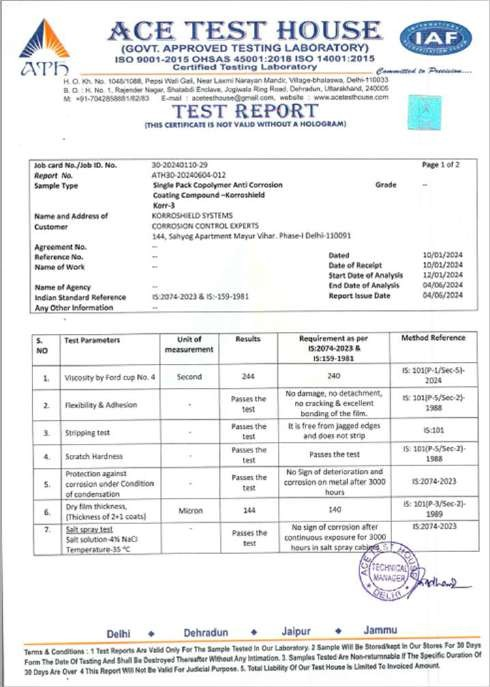 ATH
ACE TEST HOUSE
(GOVT. APPROVED TESTING LABORATORY)
ISO 9001-2015 OHSAS 45001:2018 ISO 14001:2015
Certified Testing Laboratory
INTERNATIONAL
IAF
Committed to Precision....
H. O. Kh. No. 1048/1088, Pepsi Wali Gali, Near Laxmi Narayan Mandir, Village-bhalaswa, Delhi-110033
B. O. : H. No. 1, Rajender Nagar, Shatabdi Enclave, Jogiwala Ring Road, Dehradun, Uttarakhand, 240005
M: +91-7042858881/82/83 E-mail : acetesthouse@gmail.com, website : www.acetesthouse.com
TEST REPORT
(THIS CERTIFICATE IS NOT VALID WITHOUT A HOLOGRAM)
Job card No./Job ID. No. 30-20240110-29 Page 1 of 2
Report No. ATH30-20240604-012
Sample Type Single Pack Copolymer Anti Corrosion Grade --
Coating Compound –Korroshield
Korr-3
Name and Address of KORROSHIELD SYSTEMS
Customer CORROSION CONTROL EXPERTS
144, Sahyog Apartment Mayur Vihar. Phase-I Delhi-110091
Agreement No. --
Reference No. -- Dated 10/01/2024
Name of Work -- Date of Receipt 10/01/2024
Start Date of Analysis 12/01/2024
Name of Agency -- End Date of Analysis 04/06/2024
Indian Standard Reference IS:2074-2023 & IS:-159-1981 Report Issue Date 04/06/2024
Any Other Information --
S. NO Test Parameters Unit of measurement Results Requirement as per IS:2074-2023 & IS:159-1981 Method Reference
1. Viscosity by Ford cup No. 4 Second 244 240 IS: 101(P-1/Sec-5)-2024
2. Flexibility & Adhesion - Passes the test No damage, no detachment, no cracking & excellent bonding of the film. IS: 101(P-5/Sec-2)-1988
3. Stripping test - Passes the test It is free from jagged edges and does not strip IS:101
4. Scratch Hardness - Passes the test Passes the test IS: 101(P-5/Sec-2)-1988
5. Protection against corrosion under Condition of condensation - Passes the test No Sign of deterioration and corrosion on metal after 3000 hours IS:2074-2023
6. Dry film thickness, (Thickness of 2+1 coats) Micron 144 140 IS: 101(P-3/Sec-2)-1989
7. Salt spray test Salt solution-4% NaCl Temperature-35 °C - Passes the test No sign of corrosion after continuous exposure for 3000 hours in salt spray cabinet IS:2074-2023
ACE TEST HOUSE
TECHNICAL
MANAGER
DELHI
Delhi ◆ Dehradun ◆ Jaipur ◆ Jammu
Terms & Conditions : 1 Test Reports Are Valid Only For The Sample Tested In Our Laboratory. 2 Sample Will Be Stored/kept In Our Stores For 30 Days
Form The Date Of Testing And Shall Be Destroyed Thereafter Without Any Intimation. 3. Samples Tested Are Non-returnnable If The Specific Duration Of
30 Days Are Over 4 This Report Will Not Be Valid For Judicial Purpose. 5. Total Liability Of Our Test House Is Limited To Invoiced Amount.